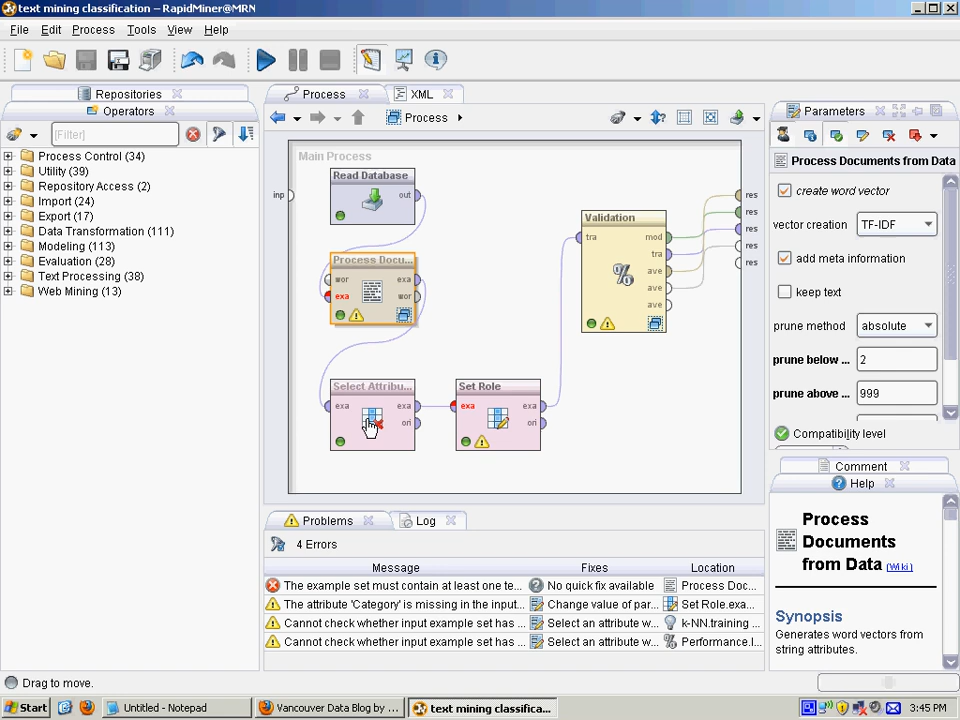 text mining classification – RapidMiner@MRN
File Edit Process Tools View Help
Repositories
Operators
[Filter]
Process Control (34)
Utility (39)
Repository Access (2)
Import (24)
Export (17)
Data Transformation (111)
Modeling (113)
Evaluation (28)
Text Processing (38)
Web Mining (13)
Process XML
Process
Main Process
inp
Read Database
out
Process Docu...
wor exa
exa wor
Select Attribu...
exa exa
ori
Set Role
exa exa
ori
Validation
tra mod
tra
ave
ave
ave
res
res
res
res
res
Problems Log
4 Errors
Message Fixes Location
The example set must contain at least one te... No quick fix available Process Doc...
The attribute 'Category' is missing in the input... Change value of par... Set Role.exa...
Cannot check whether input example set has ... Select an attribute w... k-NN.training ...
Cannot check whether input example set has ... Select an attribute w... Performance.l...
Parameters
Process Documents from Data
create word vector
vector creation TF-IDF
add meta information
keep text
prune method absolute
prune below ... 2
prune above ... 999
Compatibility level
Comment
Help
Process
Documents
from Data (Wiki)
Synopsis
Generates word vectors from
string attributes.
Drag to move.
Start Untitled - Notepad Vancouver Data Blog by ... text mining classifica... 3:45 PM